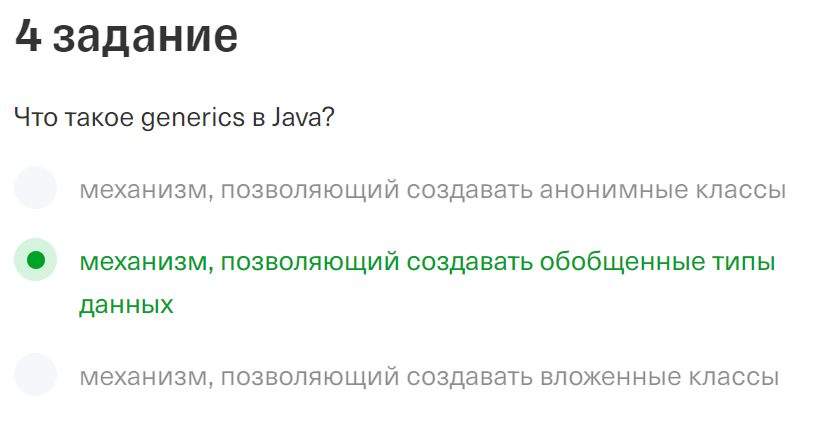 4 задание
Что такое generics в Java?
механизм, позволяющий создавать анонимные классы
механизм, позволяющий создавать обобщенные типы
данных
механизм, позволяющий создавать вложенные классы